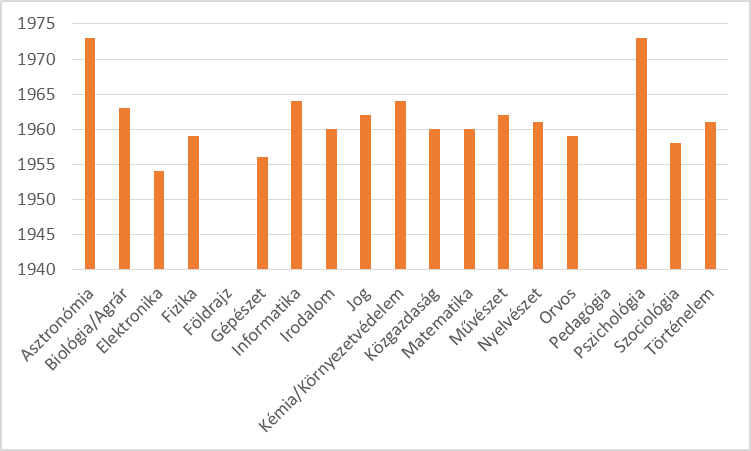 1975
1970
1965
1960
1955
1950
1945
1940
Asztronómia
Biológia/Agrár
Elektronika
Fizika
Földrajz
Gépészet
Informatika
Irodalom
Jog
Kémia/Környezetvédelem
Közgazdaság
Matematika
Művészet
Nyelvészet
Orvos
Pedagógia
Pszichológia
Szociológia
Történelem